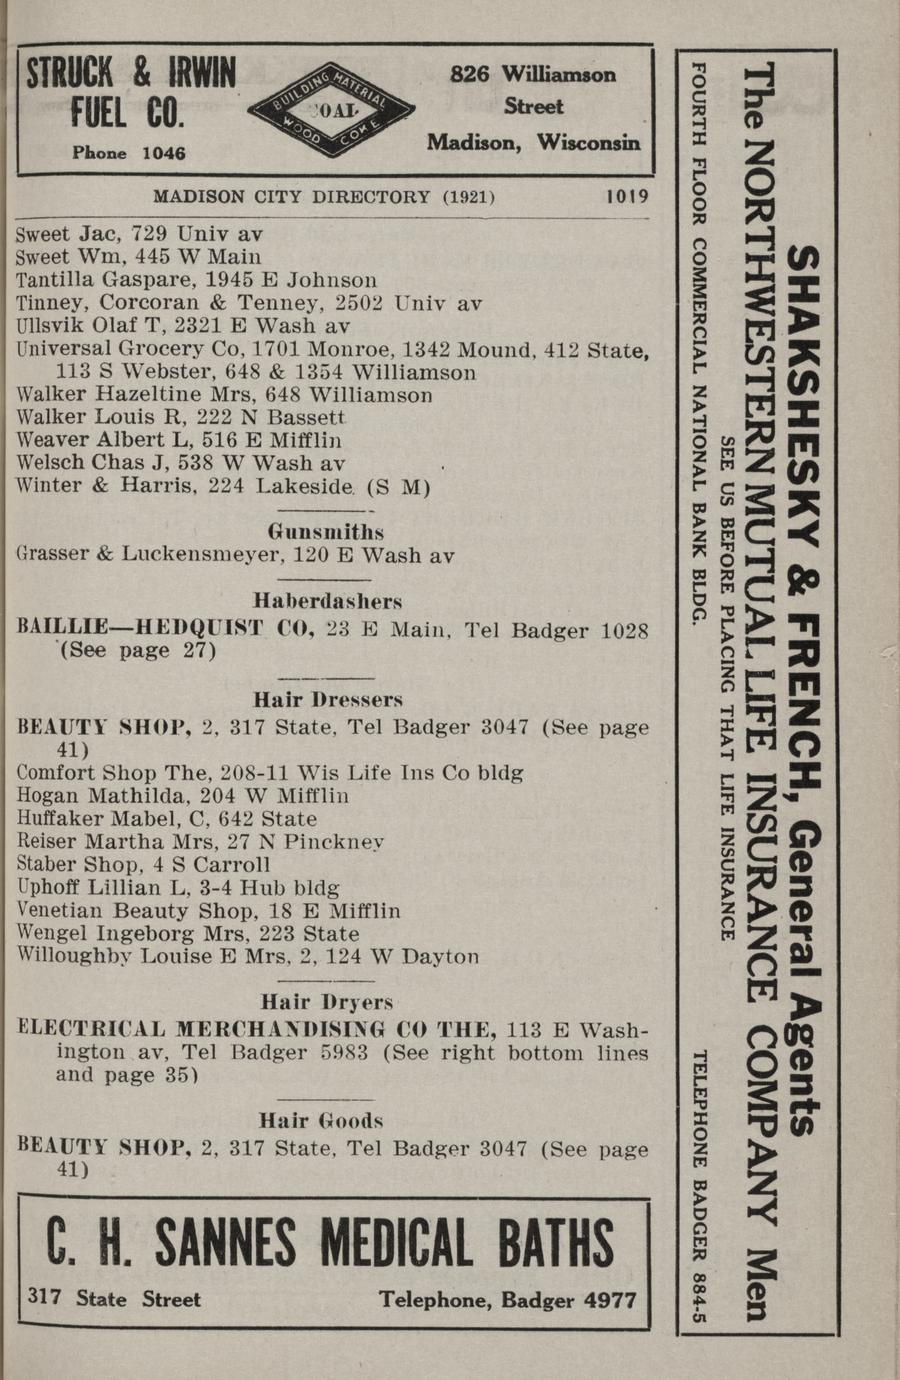 STRUCK & IRWIN
FUEL CO.
Phone 1046
BUILDING MATERIAL
COAL
WOOD COKE
826 Williamson
Street
Madison, Wisconsin
MADISON CITY DIRECTORY (1921) 1019
Sweet Jac, 729 Univ av
Sweet Wm, 445 W Main
Tantilla Gaspare, 1945 E Johnson
Tinney, Corcoran & Tenney, 2502 Univ av
Ullsvik Olaf T, 2321 E Wash av
Universal Grocery Co, 1701 Monroe, 1342 Mound, 412 State,
113 S Webster, 648 & 1354 Williamson
Walker Hazeltine Mrs, 648 Williamson
Walker Louis R, 222 N Bassett
Weaver Albert L, 516 E Mifflin
Welsch Chas J, 538 W Wash av
Winter & Harris, 224 Lakeside (S M)
Gunsmiths
Grasser & Luckensmeyer, 120 E Wash av
Haberdashers
BAILLIE—HEDQUIST CO, 23 E Main, Tel Badger 1028
(See page 27)
Hair Dressers
BEAUTY SHOP, 2, 317 State, Tel Badger 3047 (See page
41)
Comfort Shop The, 208-11 Wis Life Ins Co bldg
Hogan Mathilda, 204 W Mifflin
Huffaker Mabel, C, 642 State
Reiser Martha Mrs, 27 N Pinckney
Staber Shop, 4 S Carroll
Uphoff Lillian L, 3-4 Hub bldg
Venetian Beauty Shop, 18 E Mifflin
Wengel Ingeborg Mrs, 223 State
Willoughby Louise E Mrs, 2, 124 W Dayton
Hair Dryers
ELECTRICAL MERCHANDISING CO THE, 113 E Wash-
ington av, Tel Badger 5983 (See right bottom lines
and page 35)
Hair Goods
BEAUTY SHOP, 2, 317 State, Tel Badger 3047 (See page
41)
C. H. SANNES MEDICAL BATHS
317 State Street Telephone, Badger 4977
SHAKSHESKY & FRENCH, General Agents
The NORTHWESTERN MUTUAL LIFE INSURANCE COMPANY Men
SEE US BEFORE PLACING THAT LIFE INSURANCE
FOURTH FLOOR COMMERCIAL NATIONAL BANK BLDG. TELEPHONE BADGER 884-5